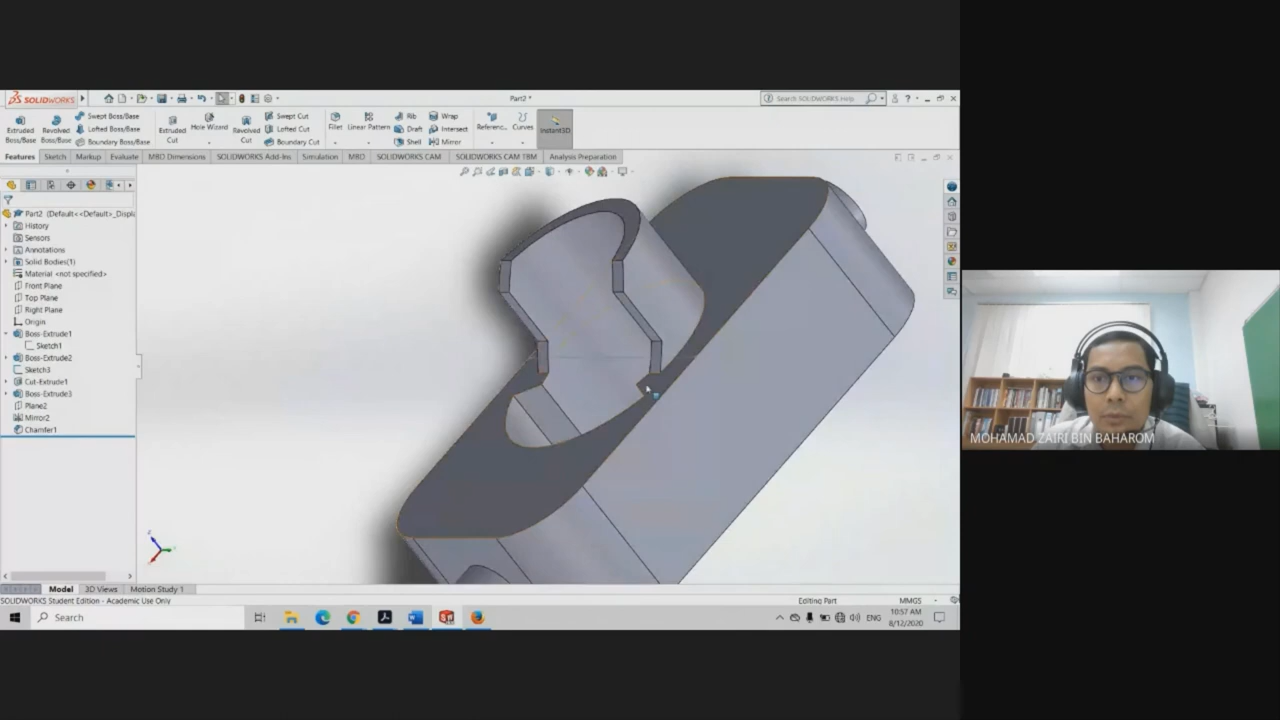 SOLIDWORKS
Part2 *
Search SOLIDWORKS Help
Extruded Boss/Base
Revolved Boss/Base
Swept Boss/Base
Lofted Boss/Base
Boundary Boss/Base
Extruded Cut
Hole Wizard
Revolved Cut
Swept Cut
Lofted Cut
Boundary Cut
Fillet
Linear Pattern
Rib
Draft
Shell
Wrap
Intersect
Mirror
Referenc...
Curves
Instant3D
Features
Sketch
Markup
Evaluate
MBD Dimensions
SOLIDWORKS Add-Ins
Simulation
MBD
SOLIDWORKS CAM
SOLIDWORKS CAM TBM
Analysis Preparation
Part2 (Default<<Default>_Displa
History
Sensors
Annotations
Solid Bodies(1)
Material <not specified>
Front Plane
Top Plane
Right Plane
Origin
Boss-Extrude1
Sketch1
Boss-Extrude2
Sketch3
Cut-Extrude1
Boss-Extrude3
Plane2
Mirror2
Chamfer1
MOHAMAD ZAIRI BIN BAHAROM
Model
3D Views
Motion Study 1
SOLIDWORKS Student Edition - Academic Use Only
Editing Part
MMGS
Search
ENG
10:57 AM
8/12/2020